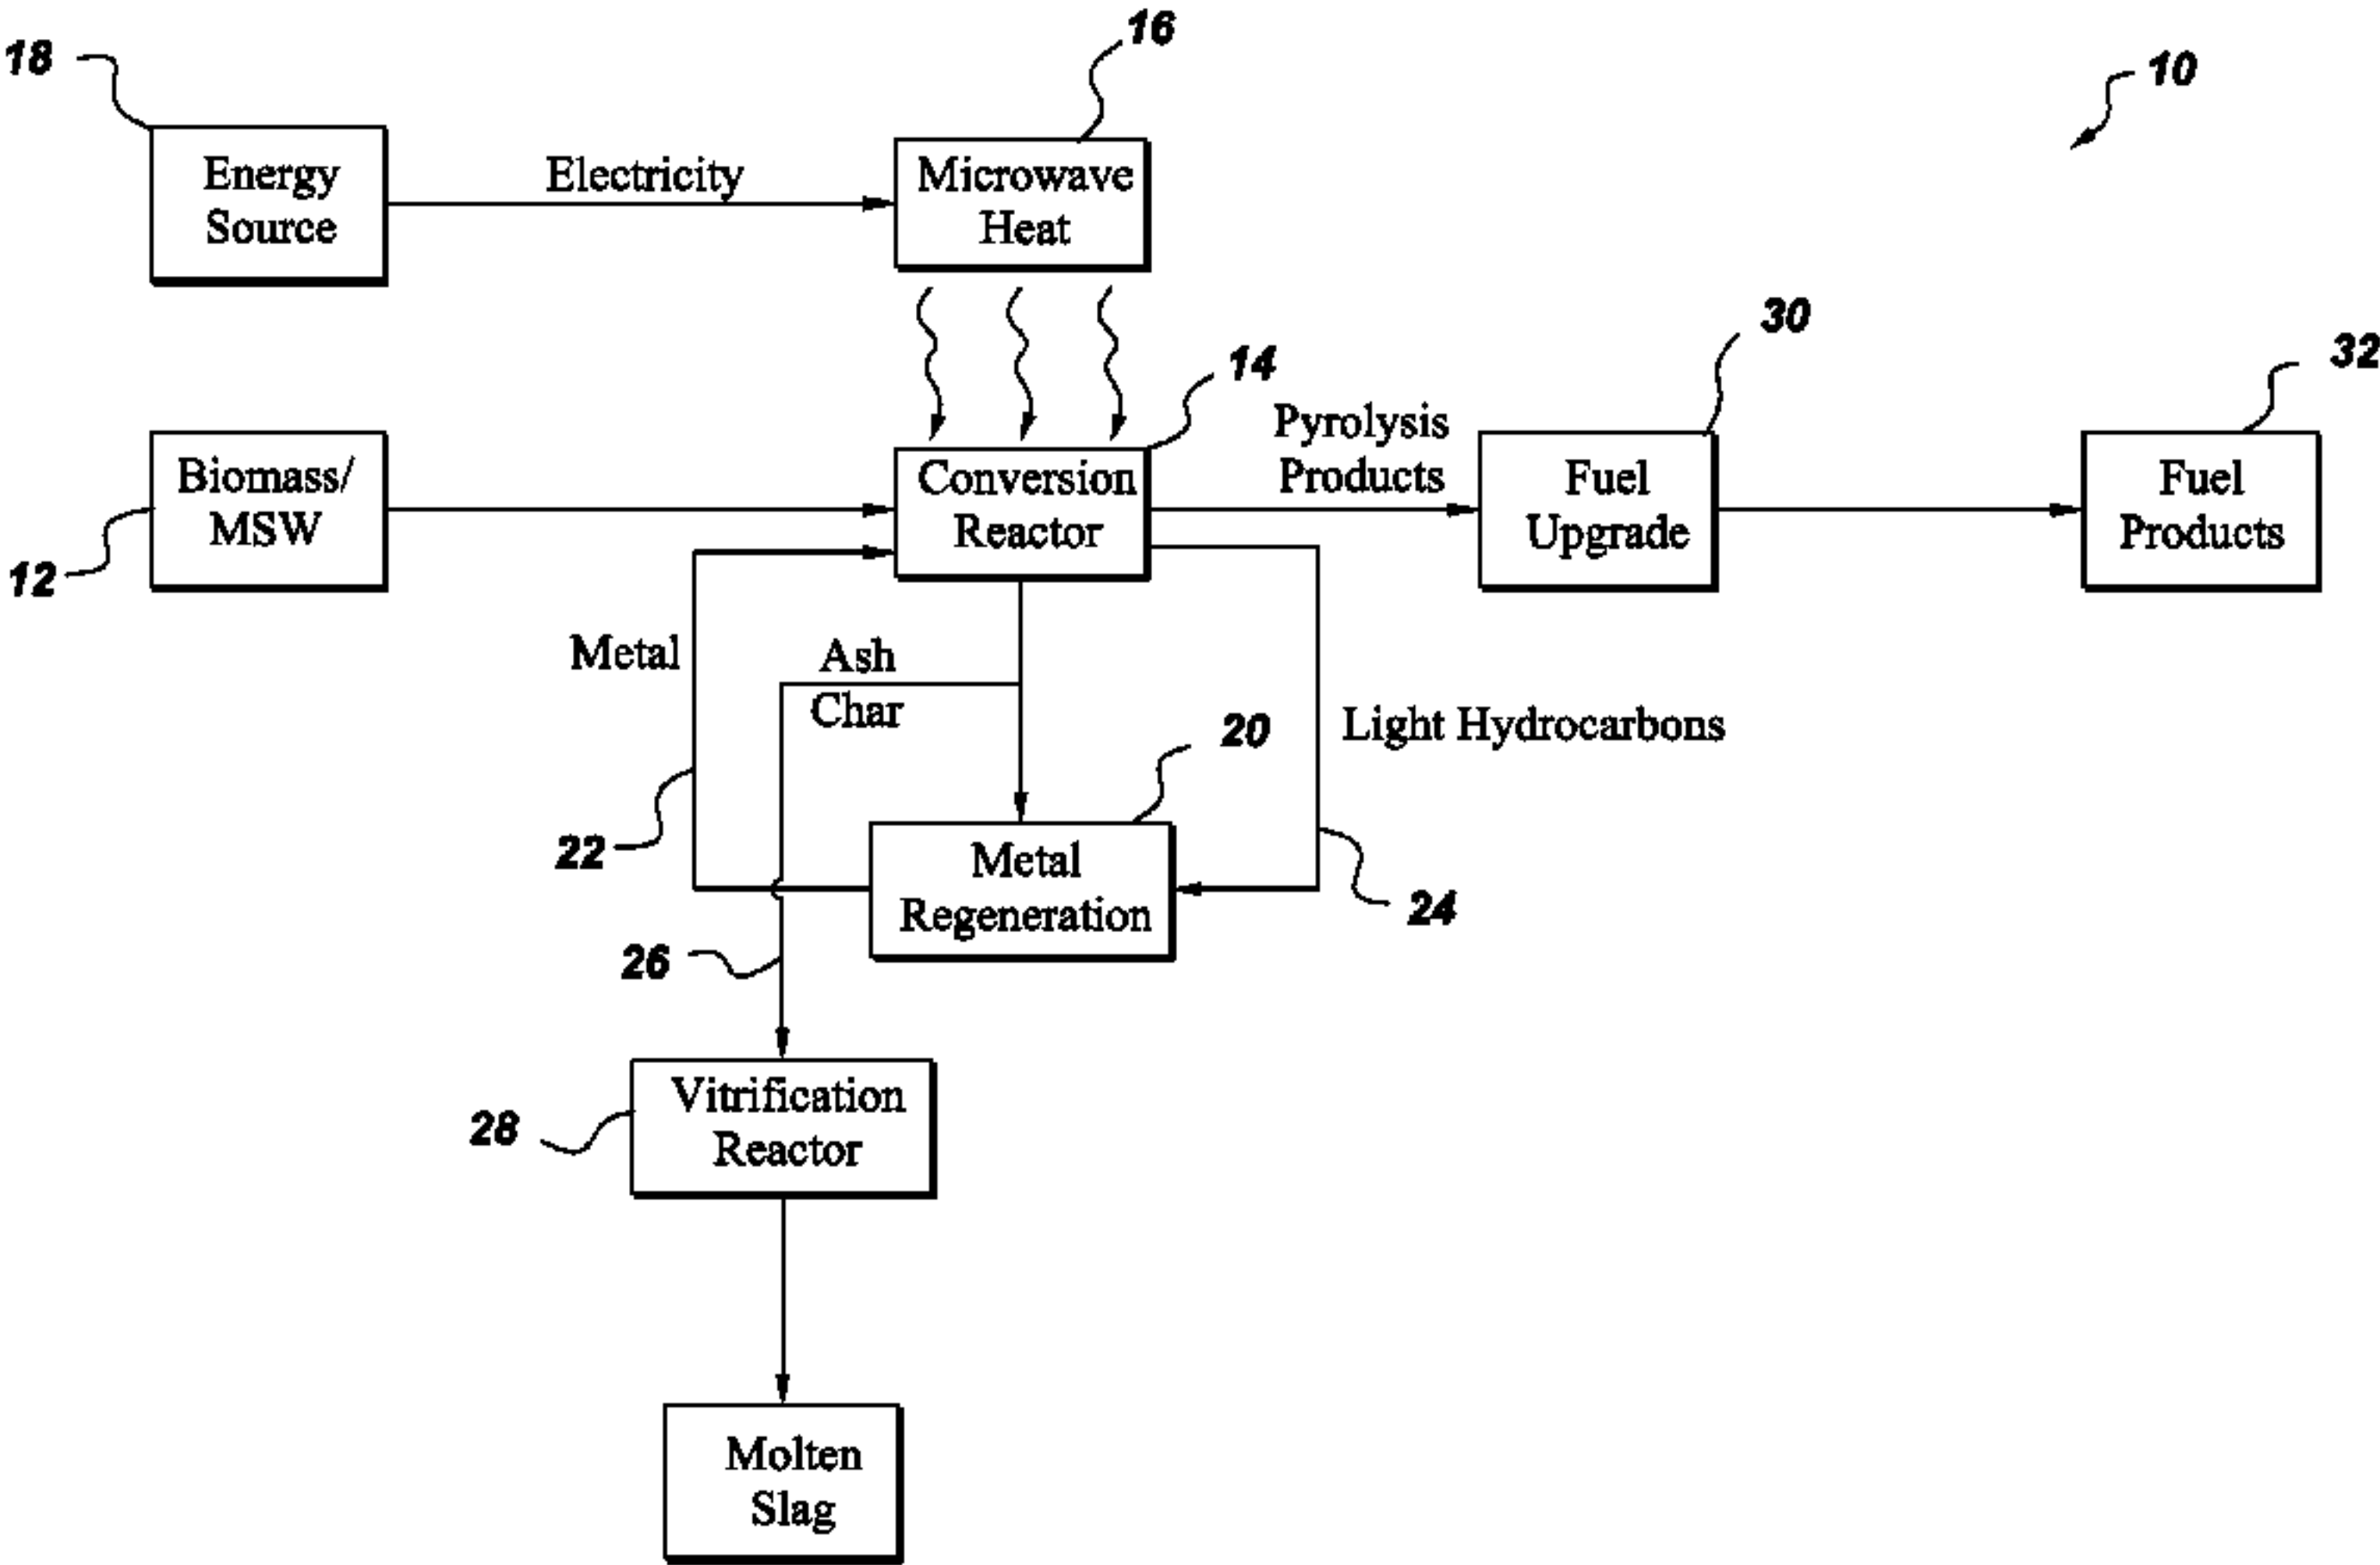 16
18
10
Energy
Source
Electricity
Microwave
Heat
30
32
14
Pyrolysis
Products
Biomass/
MSW
Conversion
Reactor
Fuel
Upgrade
Fuel
Products
12
Metal
Ash
Char
20
Light Hydrocarbons
22
Metal
Regeneration
24
26
Vitrification
Reactor
28
Molten
Slag